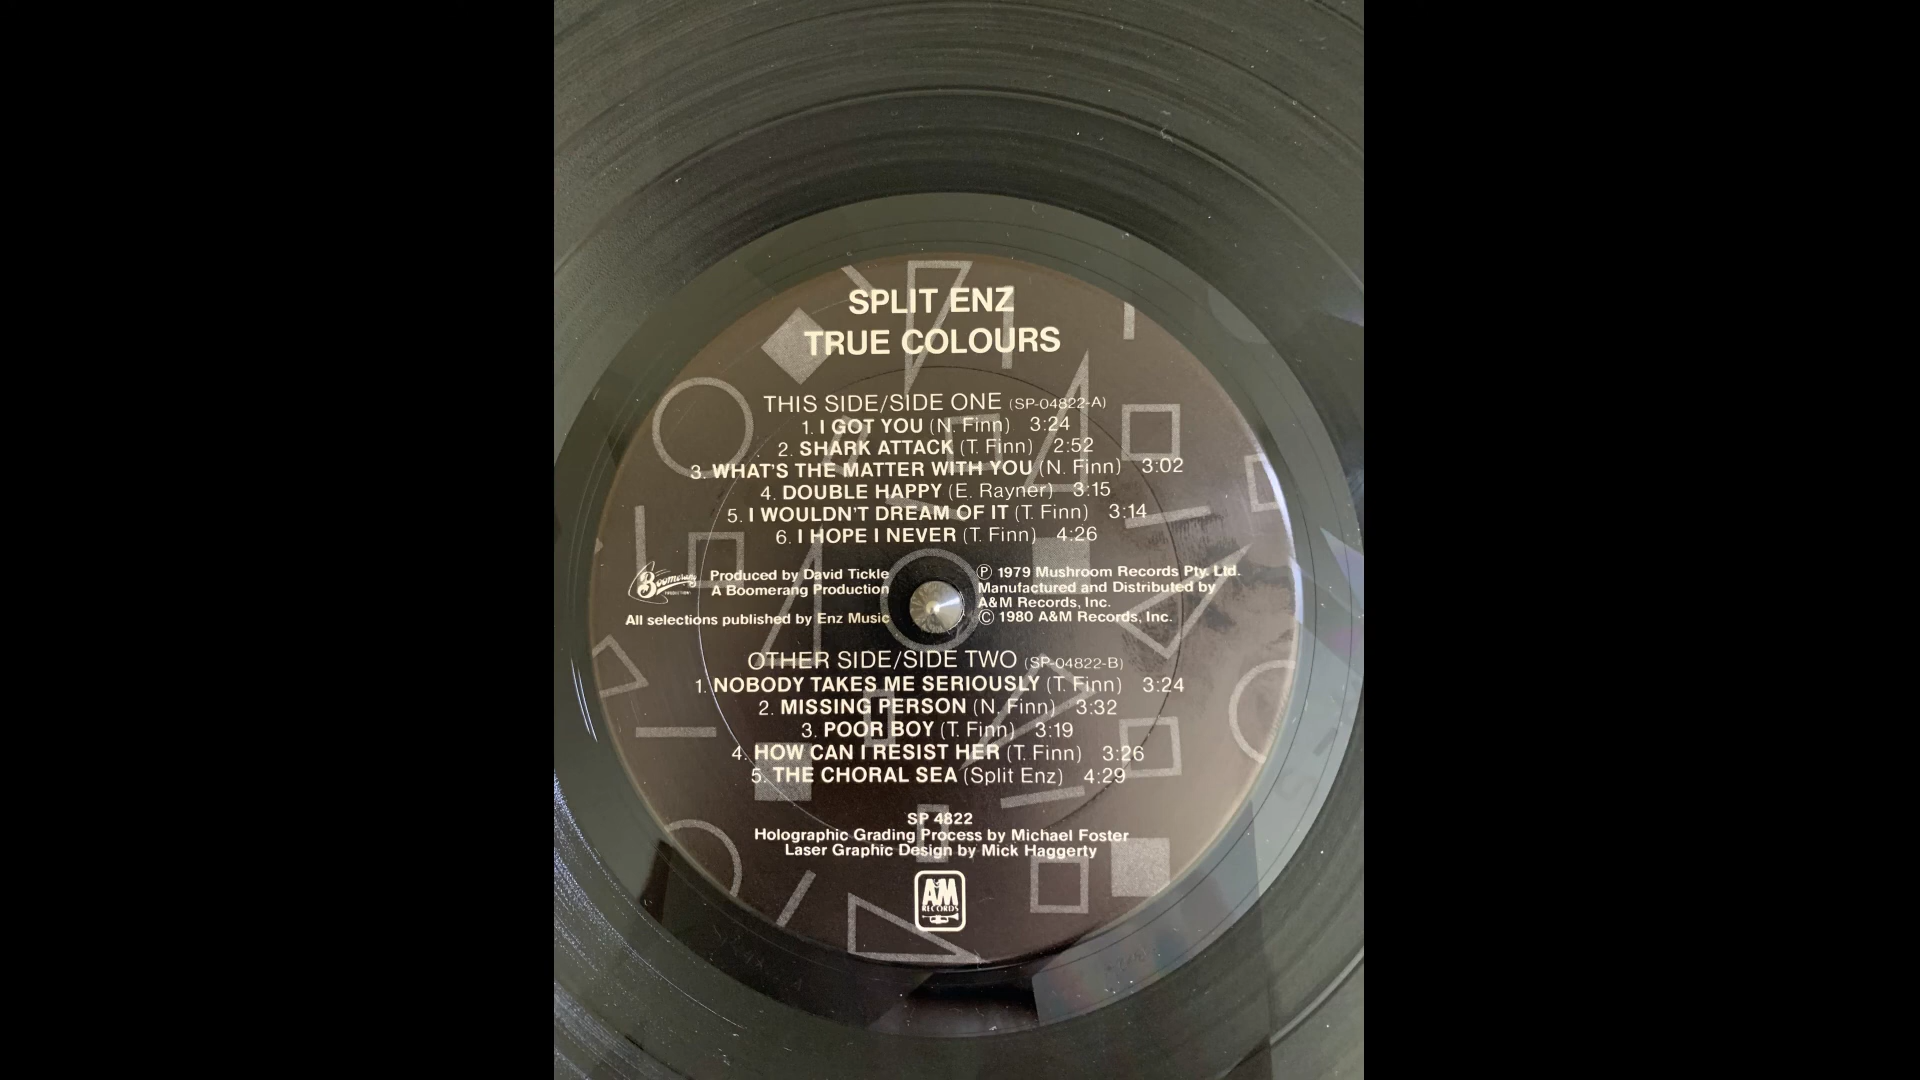 SPLIT ENZ
TRUE COLOURS
THIS SIDE/SIDE ONE (SP-04822-A)
1. I GOT YOU (N. Finn) 3:24
2. SHARK ATTACK (T. Finn) 2:52
3. WHAT'S THE MATTER WITH YOU (N. Finn) 3:02
4. DOUBLE HAPPY (E. Rayner) 3:15
5. I WOULDN'T DREAM OF IT (T. Finn) 3:14
6. I HOPE I NEVER (T. Finn) 4:26
Boomerang
PRODUCTIONS
Produced by David Tickle
A Boomerang Production
All selections published by Enz Music
℗ 1979 Mushroom Records Pty. Ltd.
Manufactured and Distributed by
A&M Records, Inc.
© 1980 A&M Records, Inc.
OTHER SIDE/SIDE TWO (SP-04822-B)
1. NOBODY TAKES ME SERIOUSLY (T. Finn) 3:24
2. MISSING PERSON (N. Finn) 3:32
3. POOR BOY (T. Finn) 3:19
4. HOW CAN I RESIST HER (T. Finn) 3:26
5. THE CHORAL SEA (Split Enz) 4:29
SP 4822
Holographic Grading Process by Michael Foster
Laser Graphic Design by Mick Haggerty
A&M
RECORDS